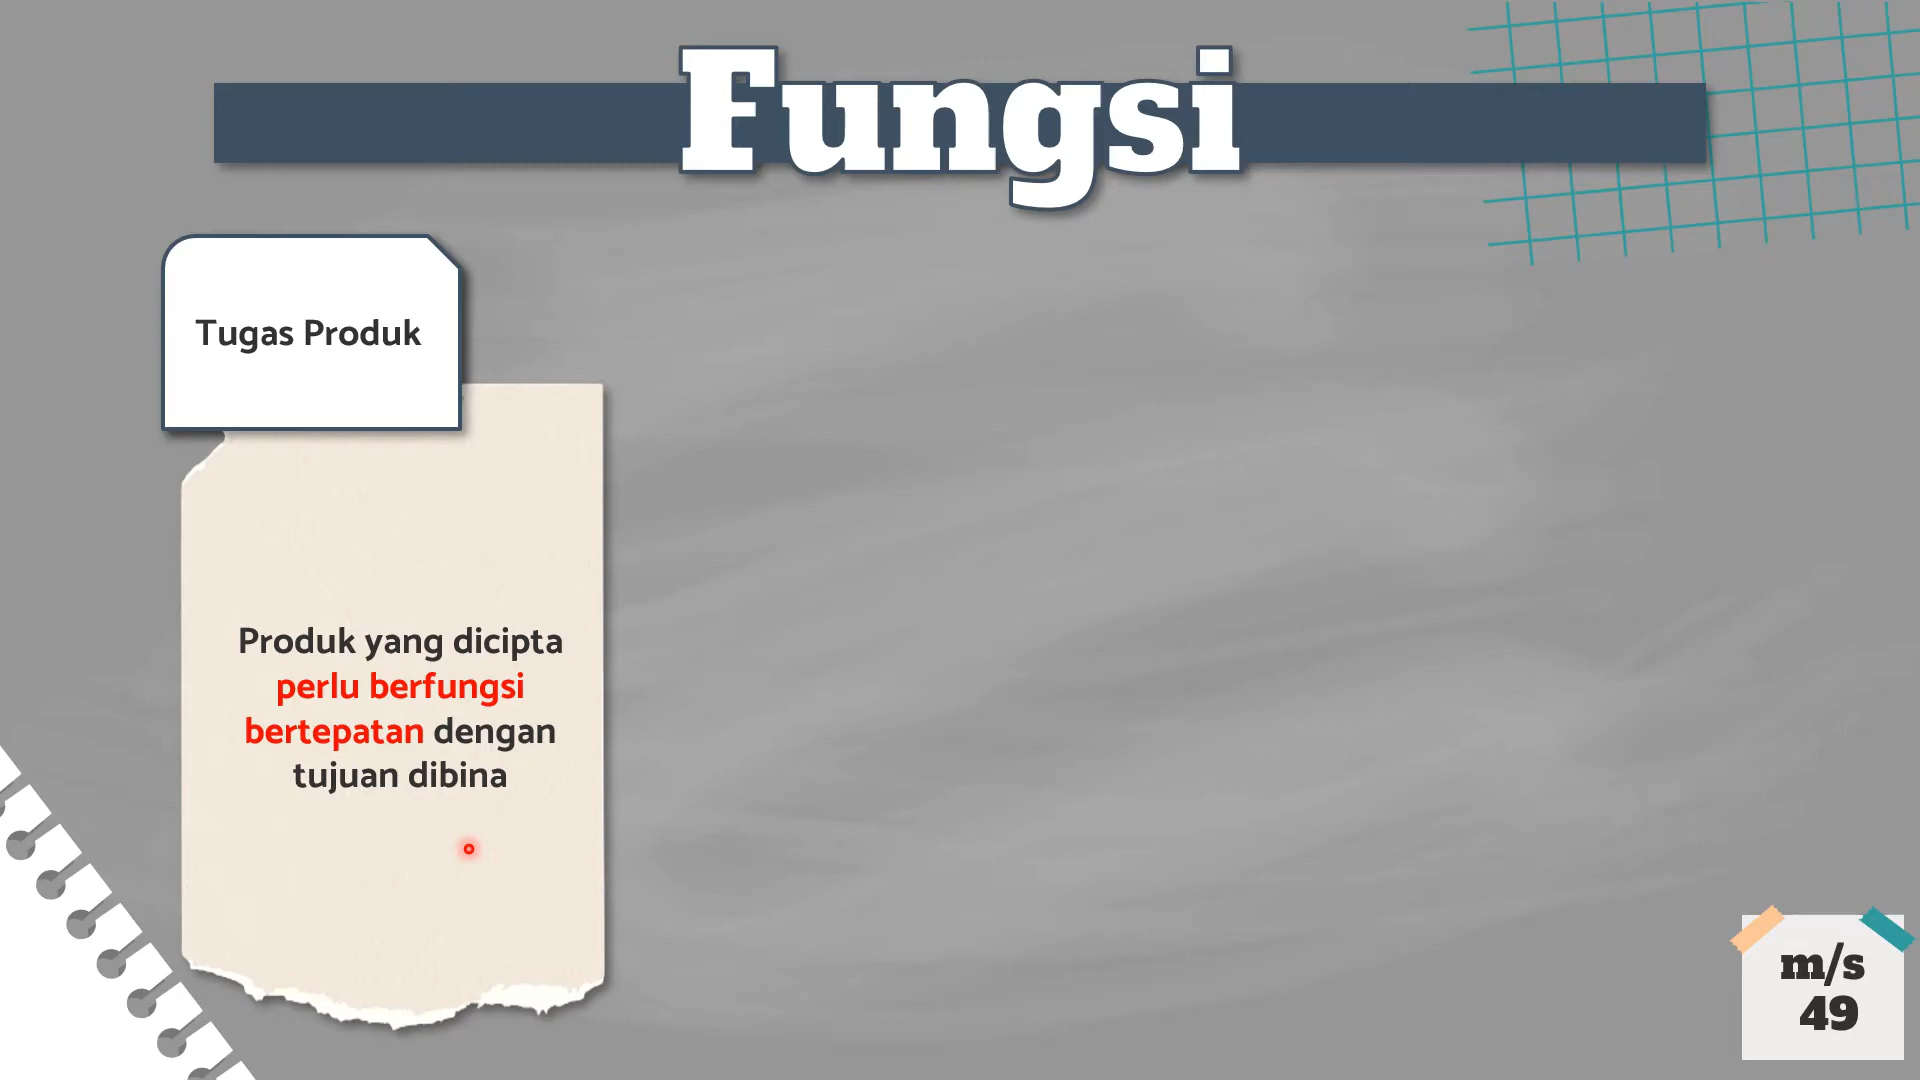 Fungsi
Tugas Produk
Produk yang dicipta
perlu berfungsi
bertepatan dengan
tujuan dibina
m/s
49